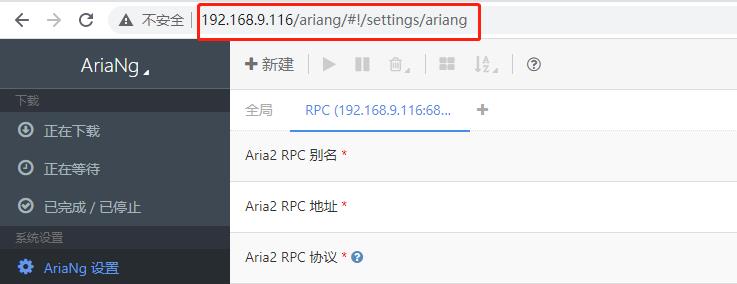 不安全 192.168.9.116/ariang/#!/settings/ariang
AriaNg
新建
下载
全局 RPC (192.168.9.116:68...
正在下载
正在等待
已完成 / 已停止
系统设置
AriaNg 设置
Aria2 RPC 别名 *
Aria2 RPC 地址 *
Aria2 RPC 协议 *